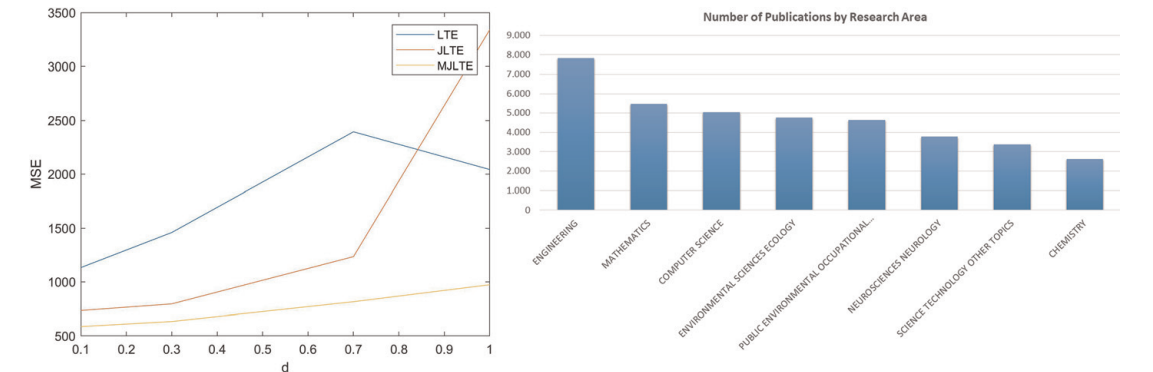 3500
3000
2500
2000
1500
1000
500
MSE
0.1 0.2 0.3 0.4 0.5 0.6 0.7 0.8 0.9 1
d
LTE
JLTE
MJLTE
Number of Publications by Research Area
9.000
8.000
7.000
6.000
5.000
4.000
3.000
2.000
1.000
0
ENGINEERING
MATHEMATICS
COMPUTER SCIENCE
ENVIRONMENTAL SCIENCES ECOLOGY
PUBLIC ENVIRONMENTAL OCCUPATIONAL...
NEUROSCIENCES NEUROLOGY
SCIENCE TECHNOLOGY OTHER TOPICS
CHEMISTRY